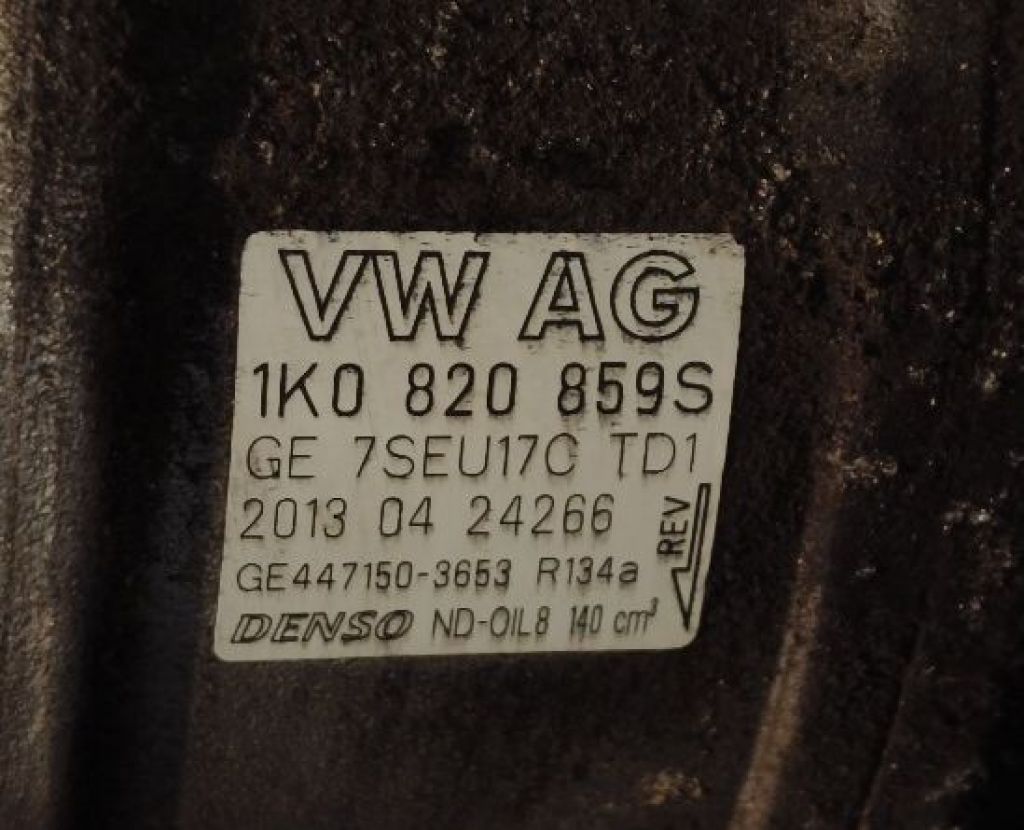 VW AG
1K0 820 859S
GE 7SEU17C TD1
2013 04 24266
REV
GE447150-3653 R134a
DENSO ND-OIL8 140 cm³